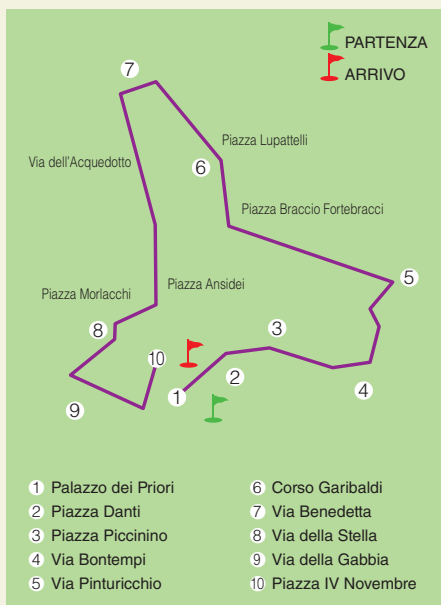 PARTENZA
ARRIVO
7
Piazza Lupattelli
Via dell'Acquedotto
6
Piazza Braccio Fortebracci
5
Piazza Ansidei
Piazza Morlacchi
8
3
10
2
4
1
9
1 Palazzo dei Priori
2 Piazza Danti
3 Piazza Piccinino
4 Via Bontempi
5 Via Pinturicchio
6 Corso Garibaldi
7 Via Benedetta
8 Via della Stella
9 Via della Gabbia
10 Piazza IV Novembre